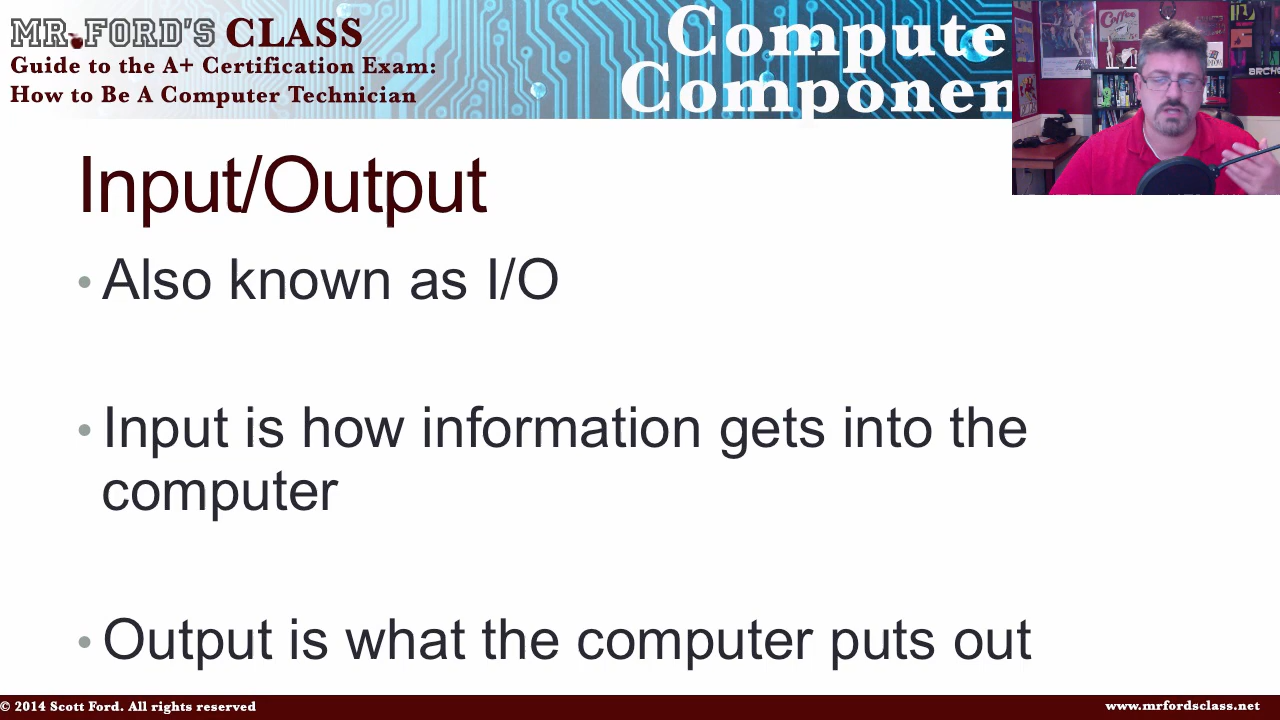 MR. FORD'S CLASS
Guide to the A+ Certification Exam:
How to Be A Computer Technician
Compute
Componen
Coffee
Input/Output
• Also known as I/O
• Input is how information gets into the
computer
• Output is what the computer puts out
© 2014 Scott Ford. All rights reserved
www.mrfordsclass.net